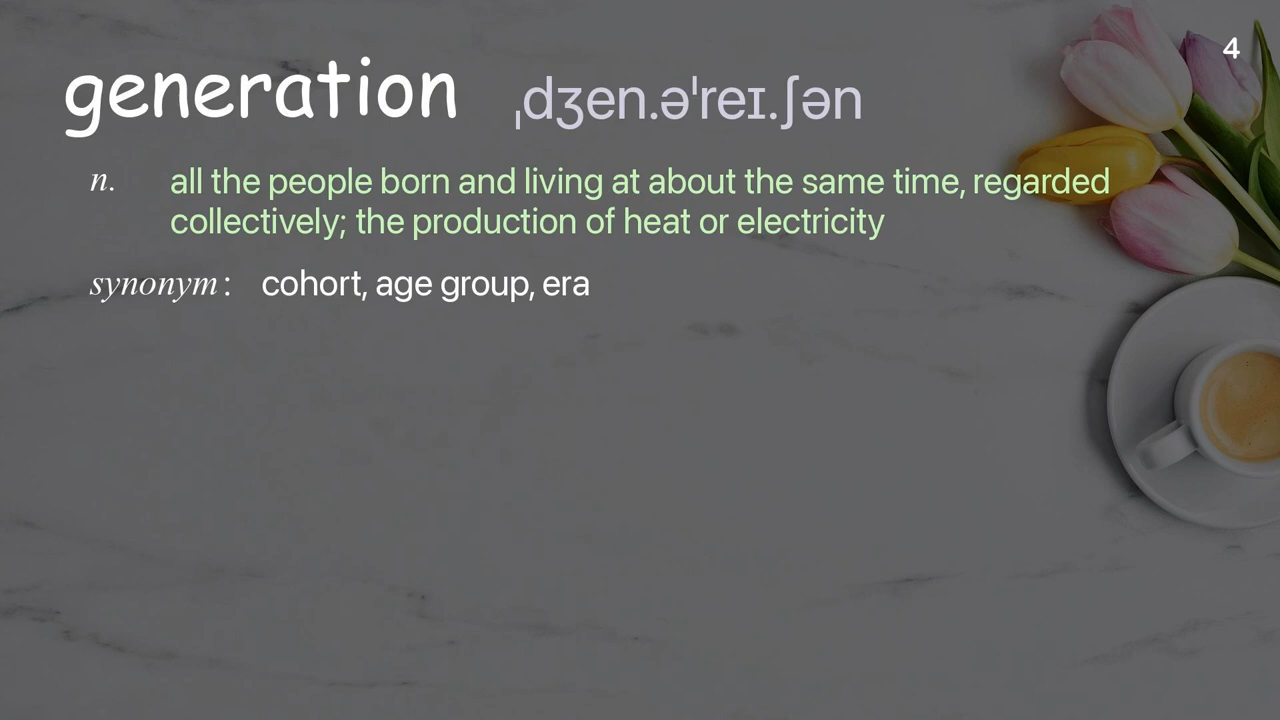 4
generation ˌdʒen.əˈreɪ.ʃən
n. all the people born and living at about the same time, regarded
collectively; the production of heat or electricity
synonym: cohort, age group, era